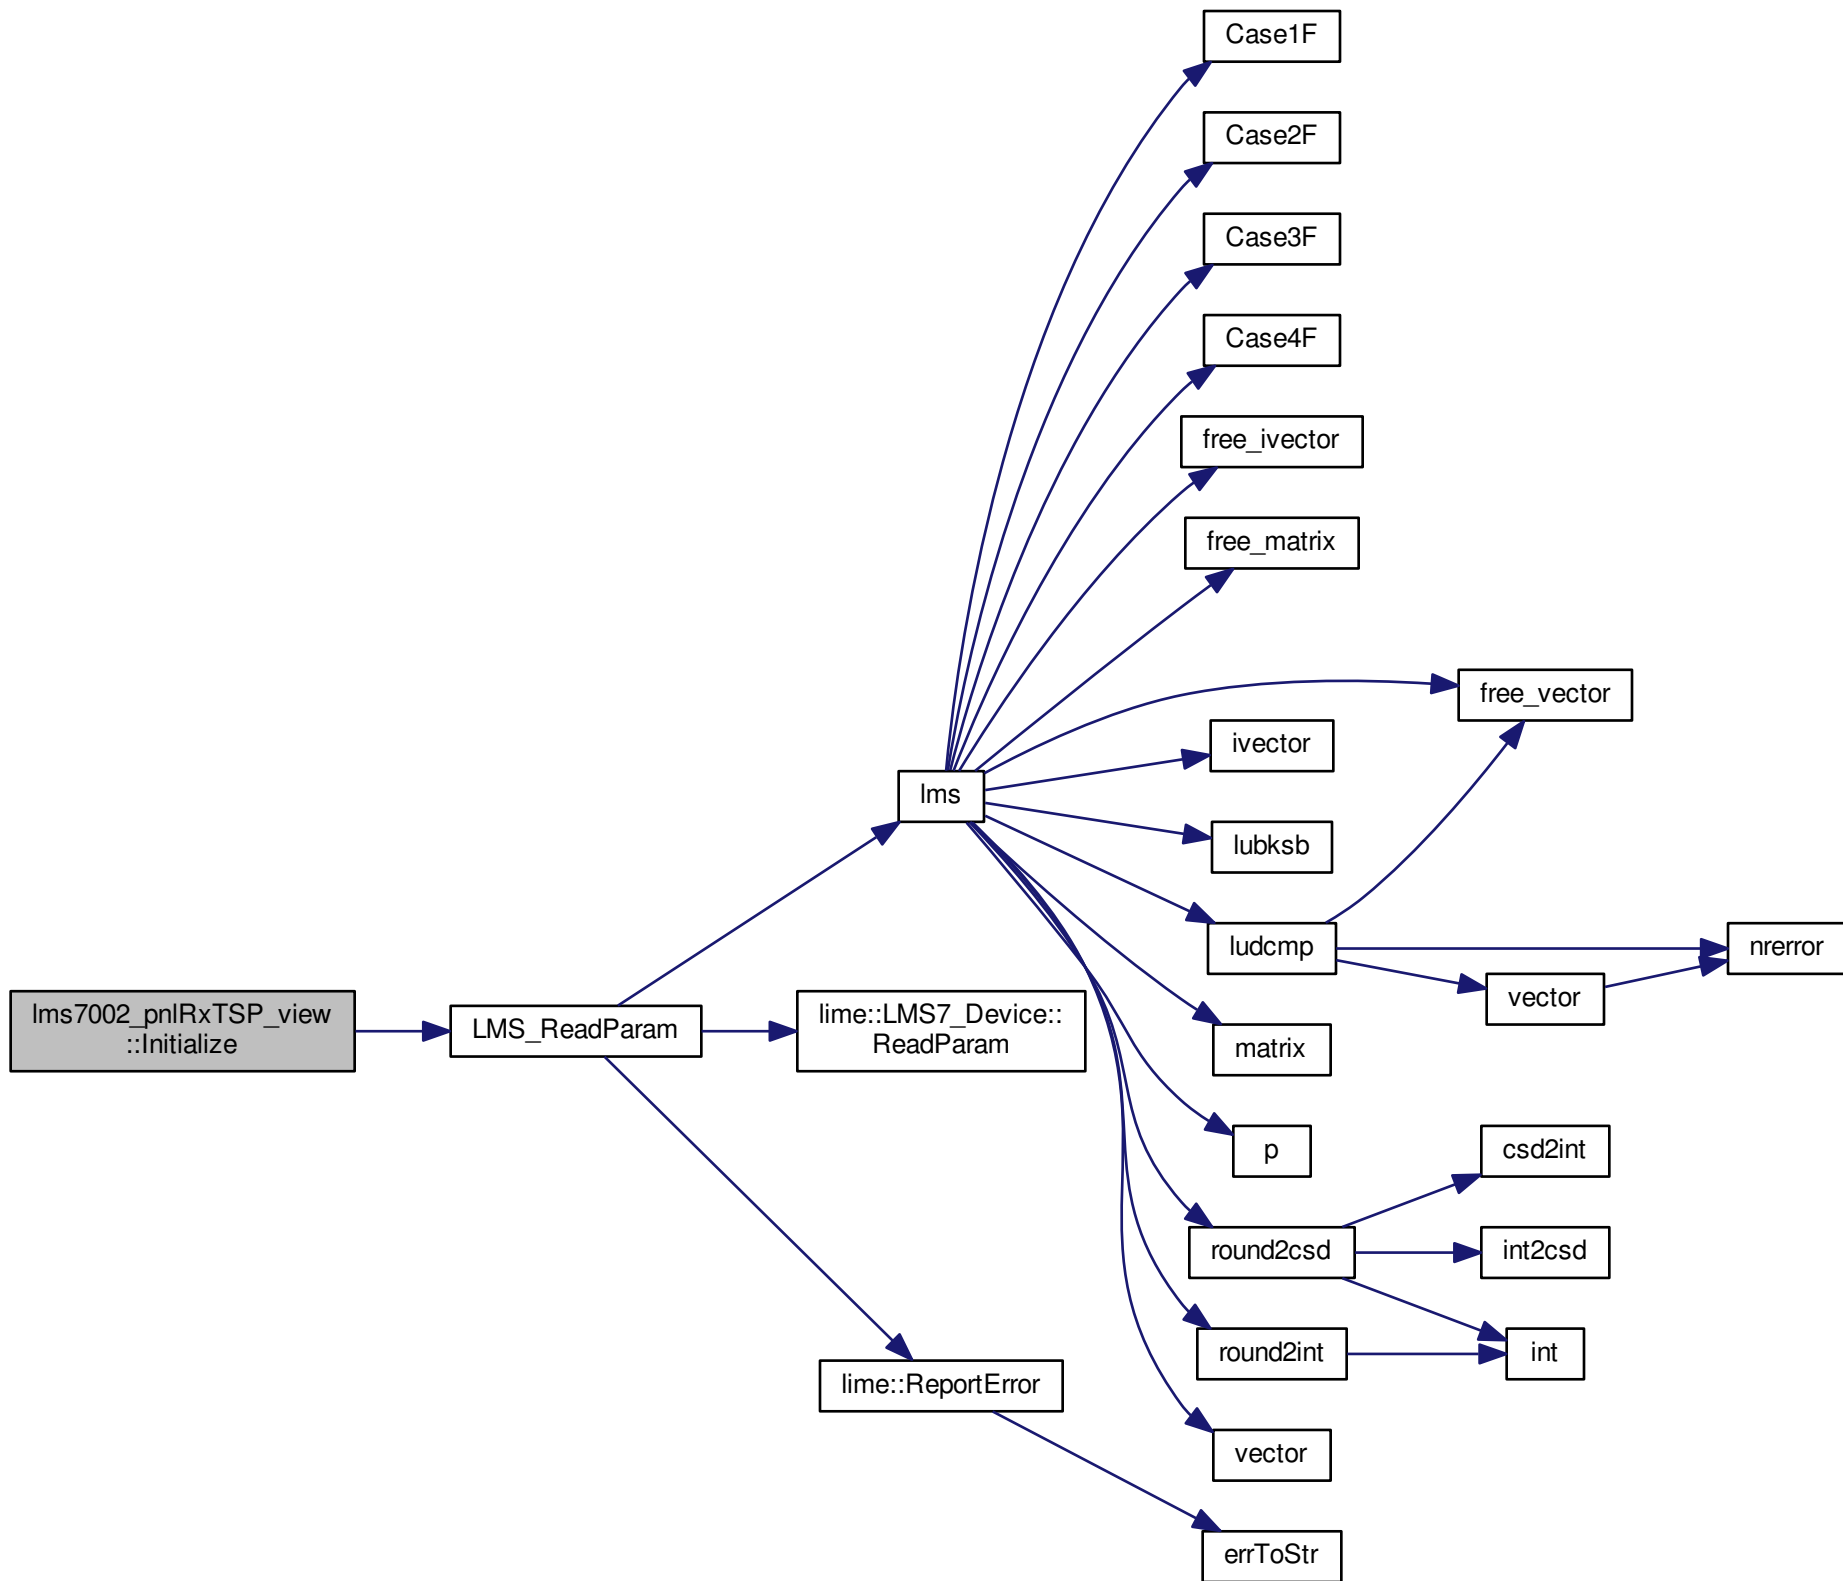 Case1F
Case2F
Case3F
Case4F
free_ivector
free_matrix
free_vector
ivector
lms
lubksb
ludcmp
nrerror
vector
lms7002_pnlRxTSP_view
::Initialize
LMS_ReadParam
lime::LMS7_Device::
ReadParam
matrix
p
csd2int
round2csd
int2csd
round2int
int
lime::ReportError
vector
errToStr